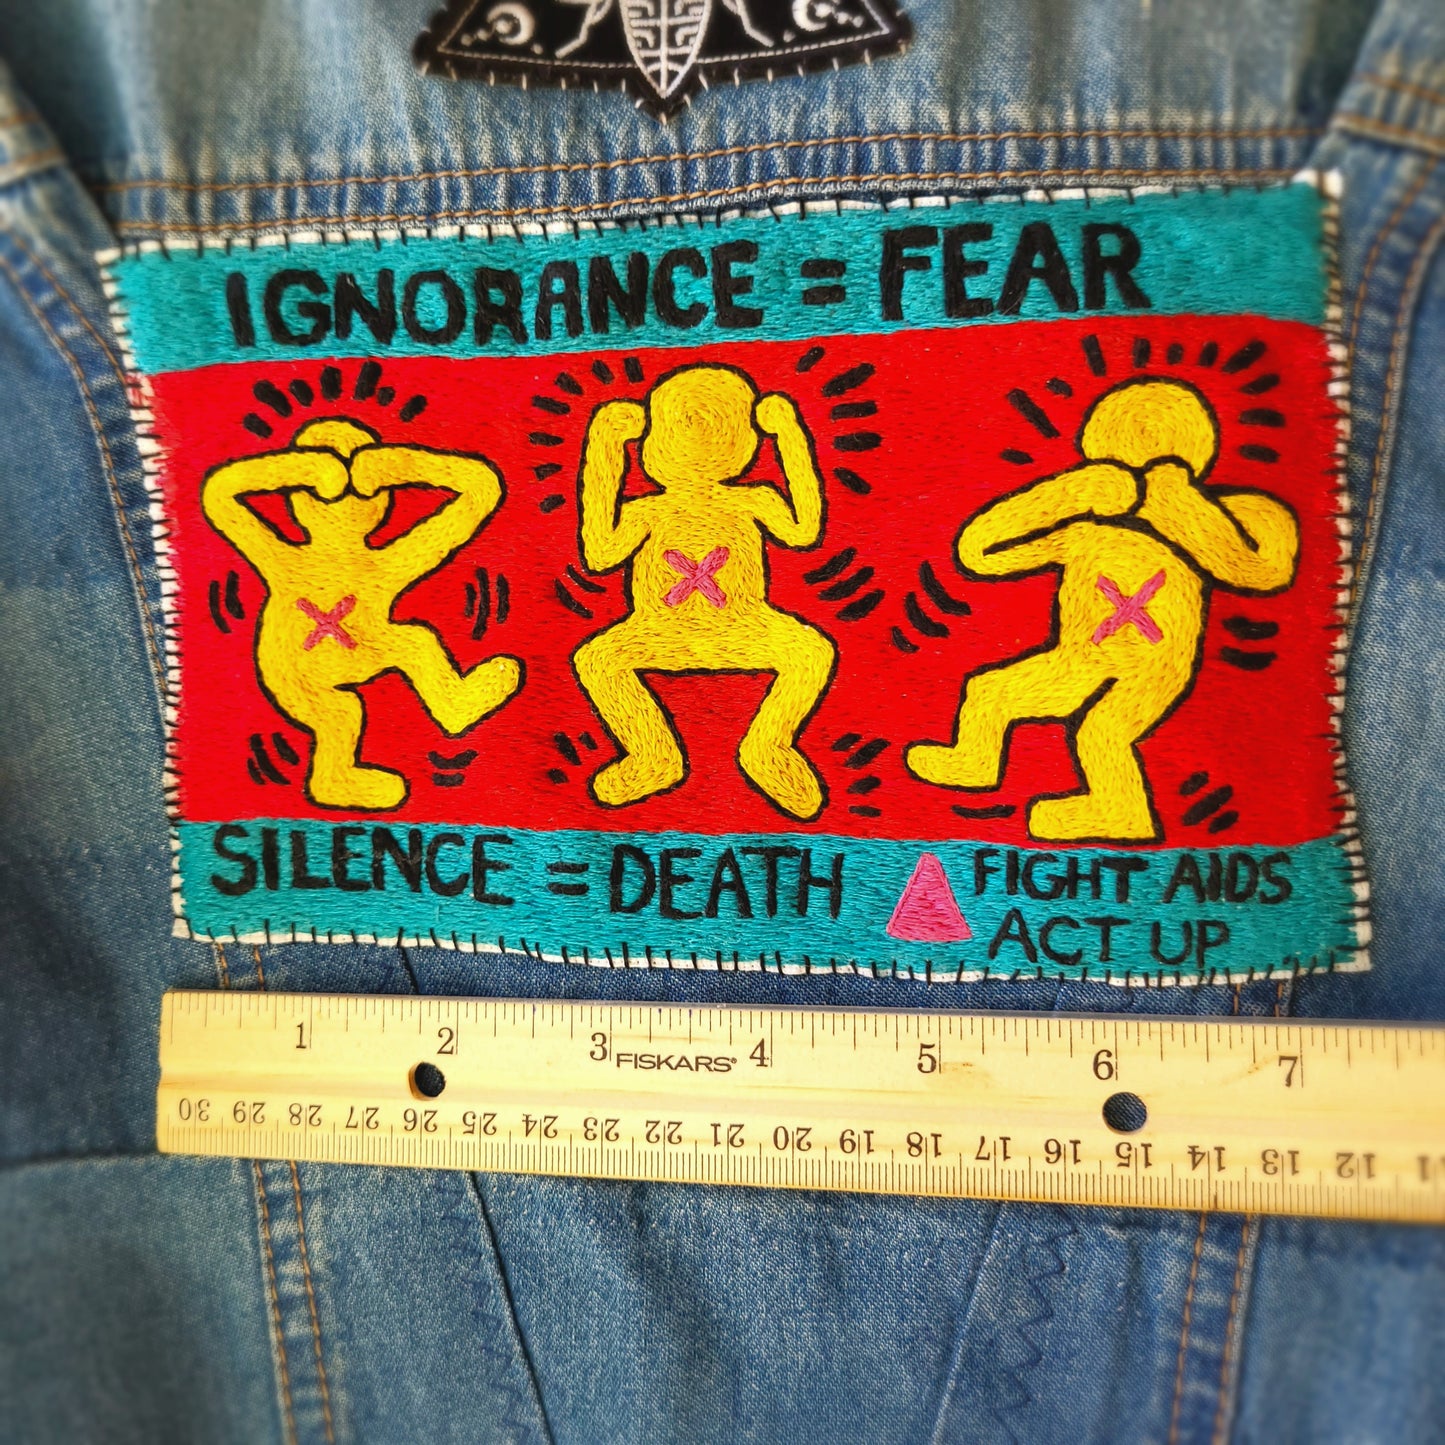 IGNORANCE = FEAR
SILENCE = DEATH
FIGHT AIDS
ACT UP
1 2 3 FISKARS® 4 5 6 7
30 29 28 27 26 25 24 23 22 21 20 19 18 17 16 15 14 13 12 11